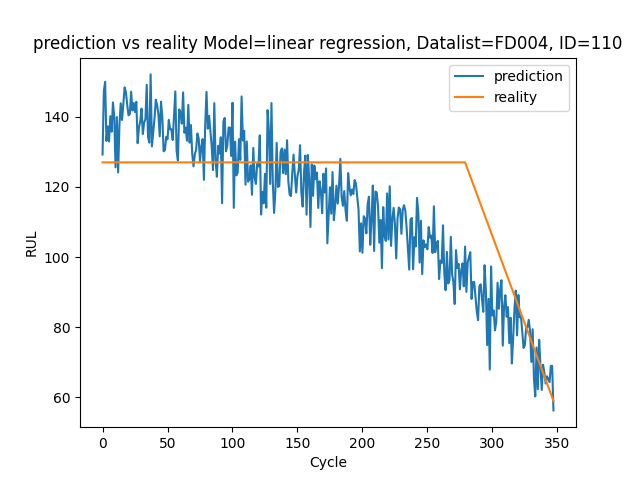 prediction vs reality Model=linear regression, Datalist=FD004, ID=110
prediction
reality
RUL
140
120
100
80
60
0
50
100
150
200
250
300
350
Cycle